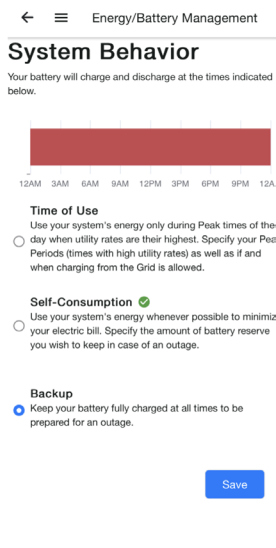 Energy/Battery Management
System Behavior
Your battery will charge and discharge at the times indicated
below.
12AM 3AM 6AM 9AM 12PM 3PM 6PM 9PM 12A
Time of Use
Use your system's energy only during Peak times of the
day when utility rates are their highest. Specify your Pea
Periods (times with high utility rates) as well as if and
when charging from the Grid is allowed.
Self-Consumption
Use your system's energy whenever possible to minimiz
your electric bill. Specify the amount of battery reserve
you wish to keep in case of an outage.
Backup
Keep your battery fully charged at all times to be
prepared for an outage.
Save